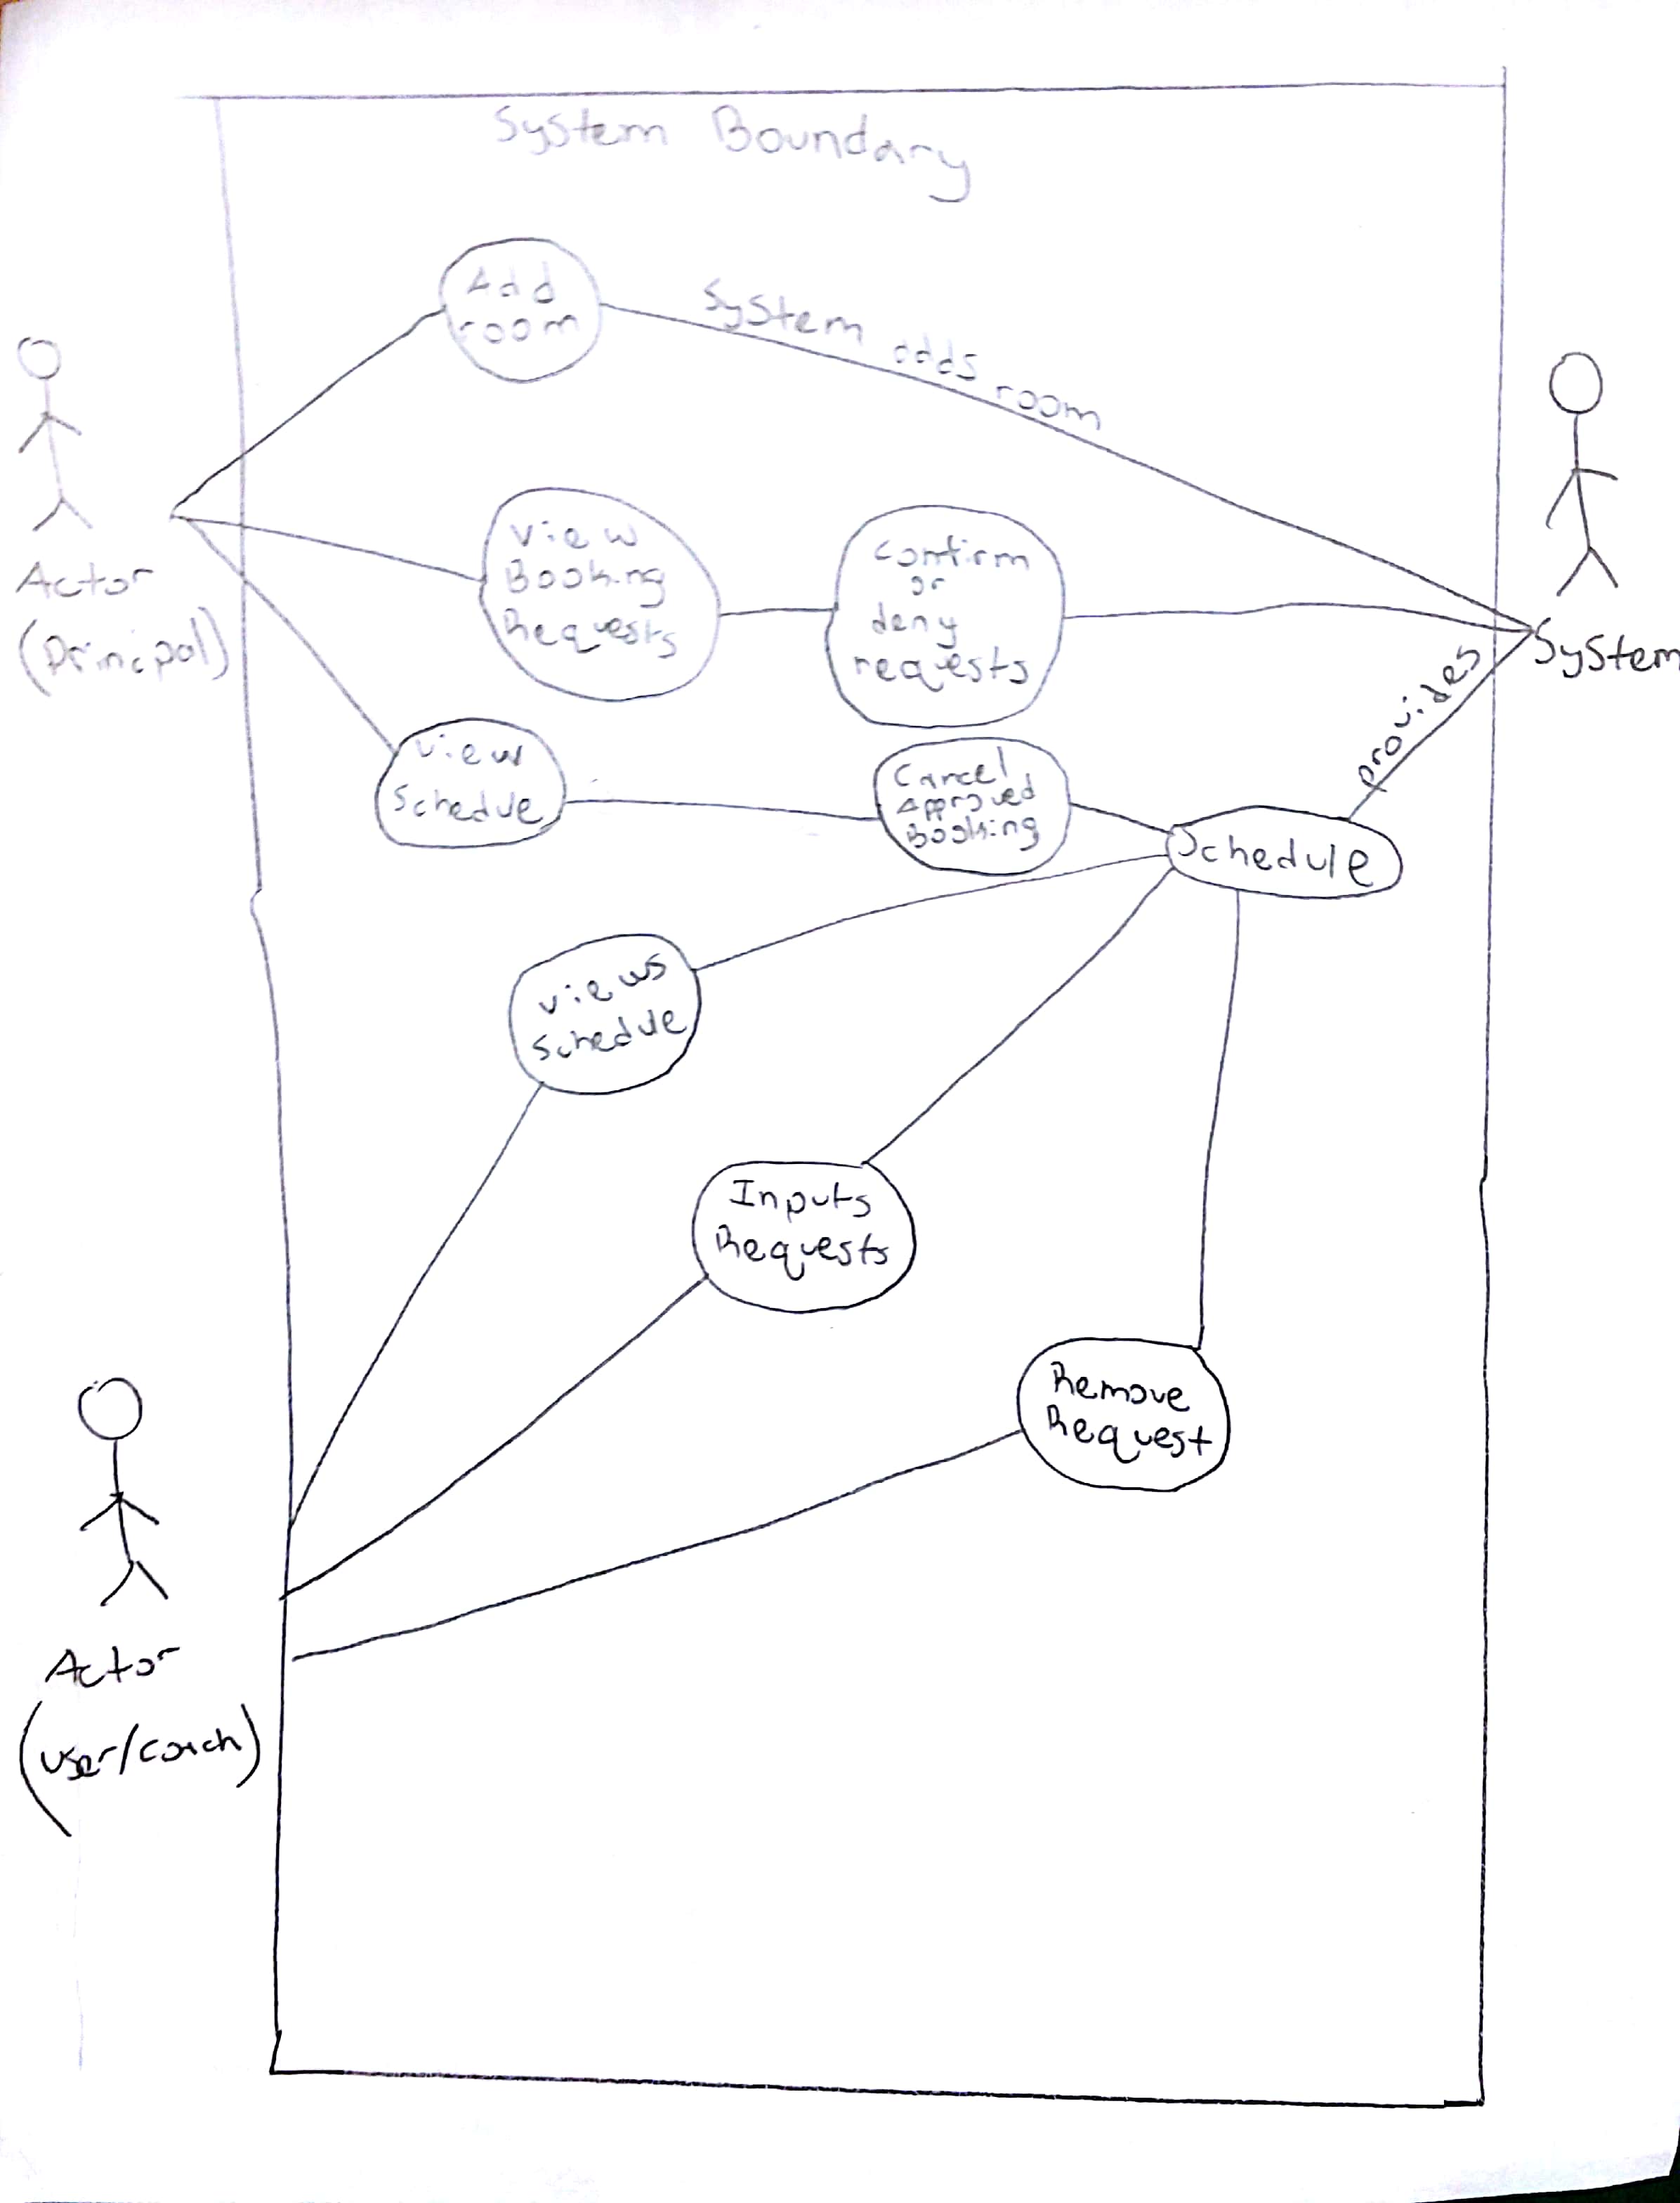 System Boundary
Add
room
System adds room
View
Booking
Requests
Confirm
or
deny
requests
Actor
(Principal)
System
provides
View
Schedule
Cancel
Approved
Booking
Schedule
views
schedule
Inputs
Requests
Remove
Request
Actor
(user/coach)